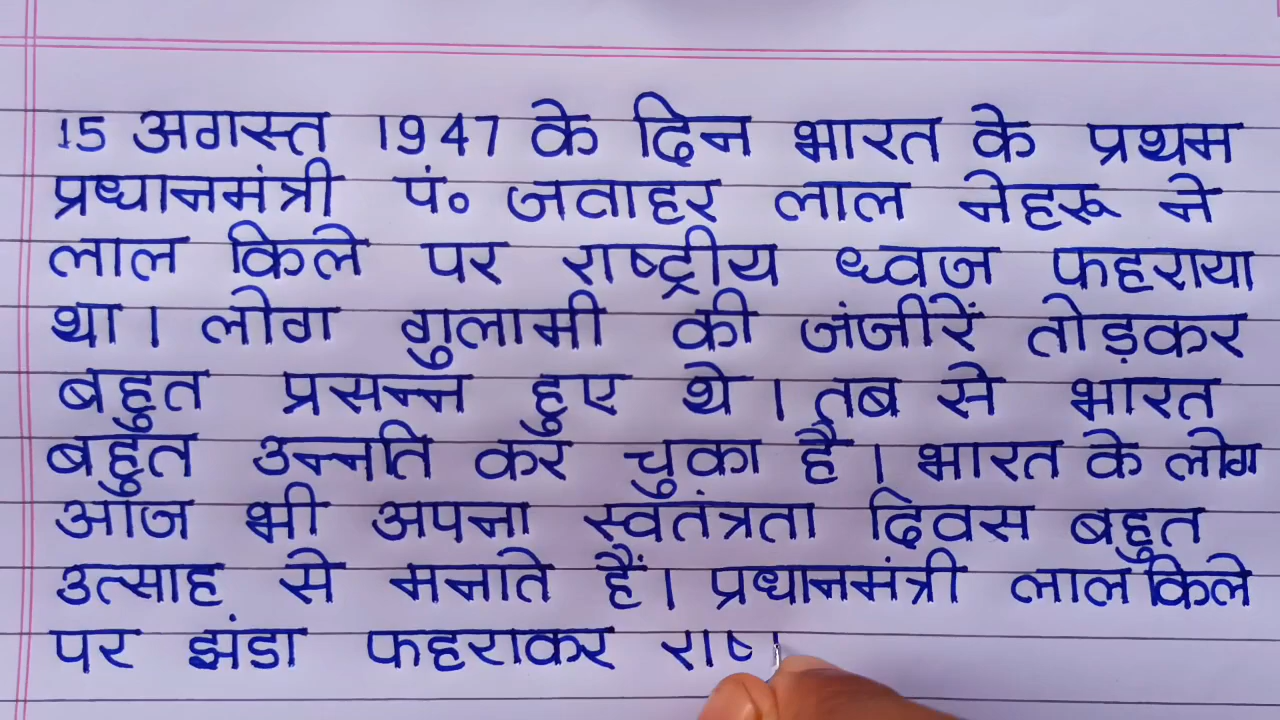 15 अगस्त 1947 के दिन भारत के प्रथम
प्रधानमंत्री पं॰ जवाहर लाल नेहरू ने
लाल किले पर राष्ट्रीय ध्वज फहराया
था। लोग गुलामी की जंजीरें तोड़कर
बहुत प्रसन्न हुए थे। तब से भारत
बहुत उन्नति कर चुका है। भारत के लोग
आज भी अपना स्वतंत्रता दिवस बहुत
उत्साह से मनाते हैं। प्रधानमंत्री लाल किले
पर झंडा फहराकर